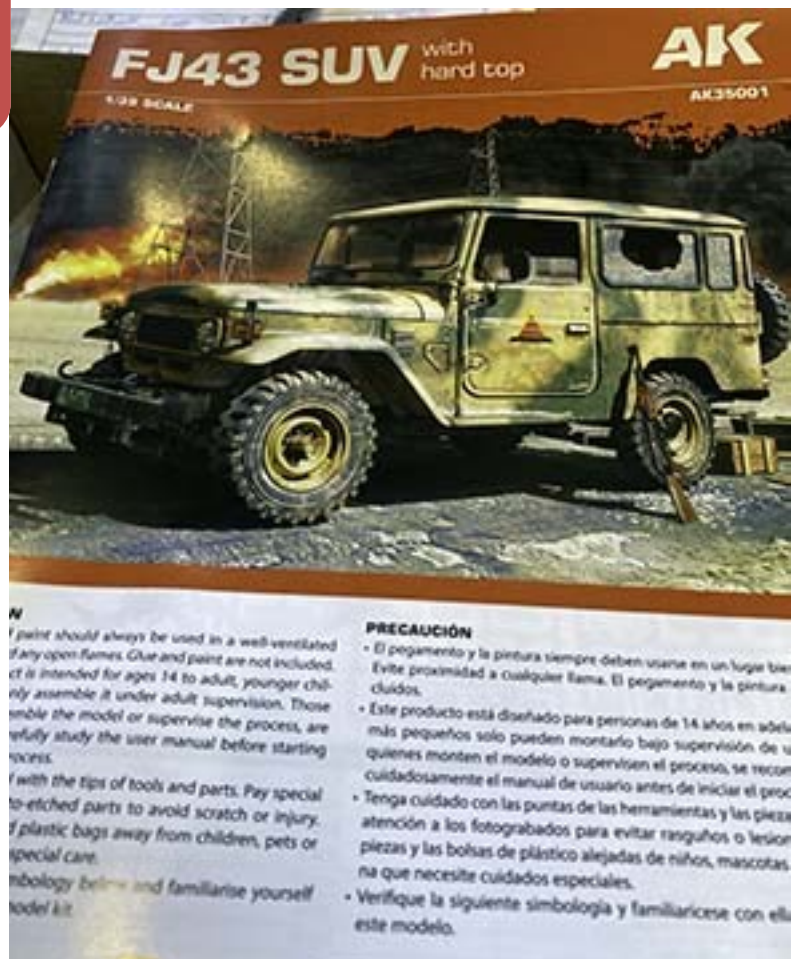 FJ43 SUV with hard top
AK
1/35 SCALE
AK35001
N
paint should always be used in a well-ventilated
any open flames. Glue and paint are not included.
ct is intended for ages 14 to adult, younger chil-
nly assemble it under adult supervision. Those
mble the model or supervise the process, are
efully study the user manual before starting
ocess.
with the tips of tools and parts. Pay special
to-etched parts to avoid scratch or injury.
plastic bags away from children, pets or
special care.
mbology below and familiarise yourself
odel kit.
PRECAUCIÓN
• El pegamento y la pintura siempre deben usarse en un lugar bien
Evite proximidad a cualquier llama. El pegamento y la pintura
cluidos.
• Este producto está diseñado para personas de 14 años en adela
más pequeños solo pueden montarlo bajo supervisión de u
quienes monten el modelo o supervisen el proceso, se recom
cuidadosamente el manual de usuario antes de iniciar el proc
• Tenga cuidado con las puntas de las herramientas y las pieza
atención a los fotograbados para evitar rasguños o lesion
piezas y las bolsas de plástico alejadas de niños, mascotas
na que necesite cuidados especiales.
• Verifique la siguiente simbología y familiarícese con ella
este modelo.